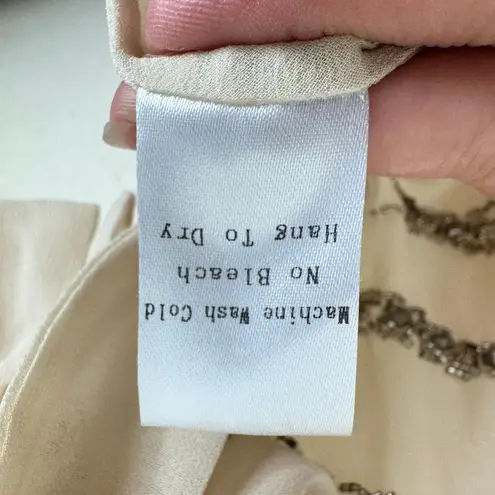 Machine Wash Cold
No Bleach
Hang To Dry